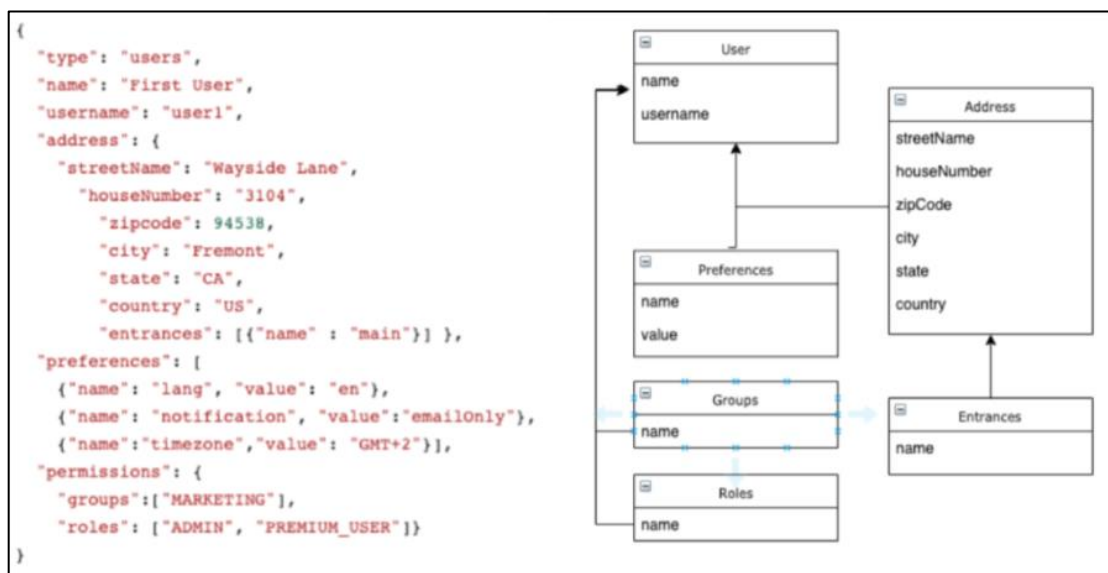 {
"type": "users",
"name": "First User",
"username": "user1",
"address": {
"streetName": "Wayside Lane",
"houseNumber": "3104",
"zipcode": 94538,
"city": "Fremont",
"state": "CA",
"country": "US",
"entrances": [{"name" : "main"}] },
"preferences": [
{"name": "lang", "value": "en"},
{"name": "notification", "value":"emailOnly"},
{"name":"timezone","value": "GMT+2"}],
"permissions": {
"groups":["MARKETING"],
"roles": ["ADMIN", "PREMIUM_USER"]}
}
User
name
username
Address
streetName
houseNumber
zipCode
city
state
country
Preferences
name
value
Groups
name
Entrances
name
Roles
name